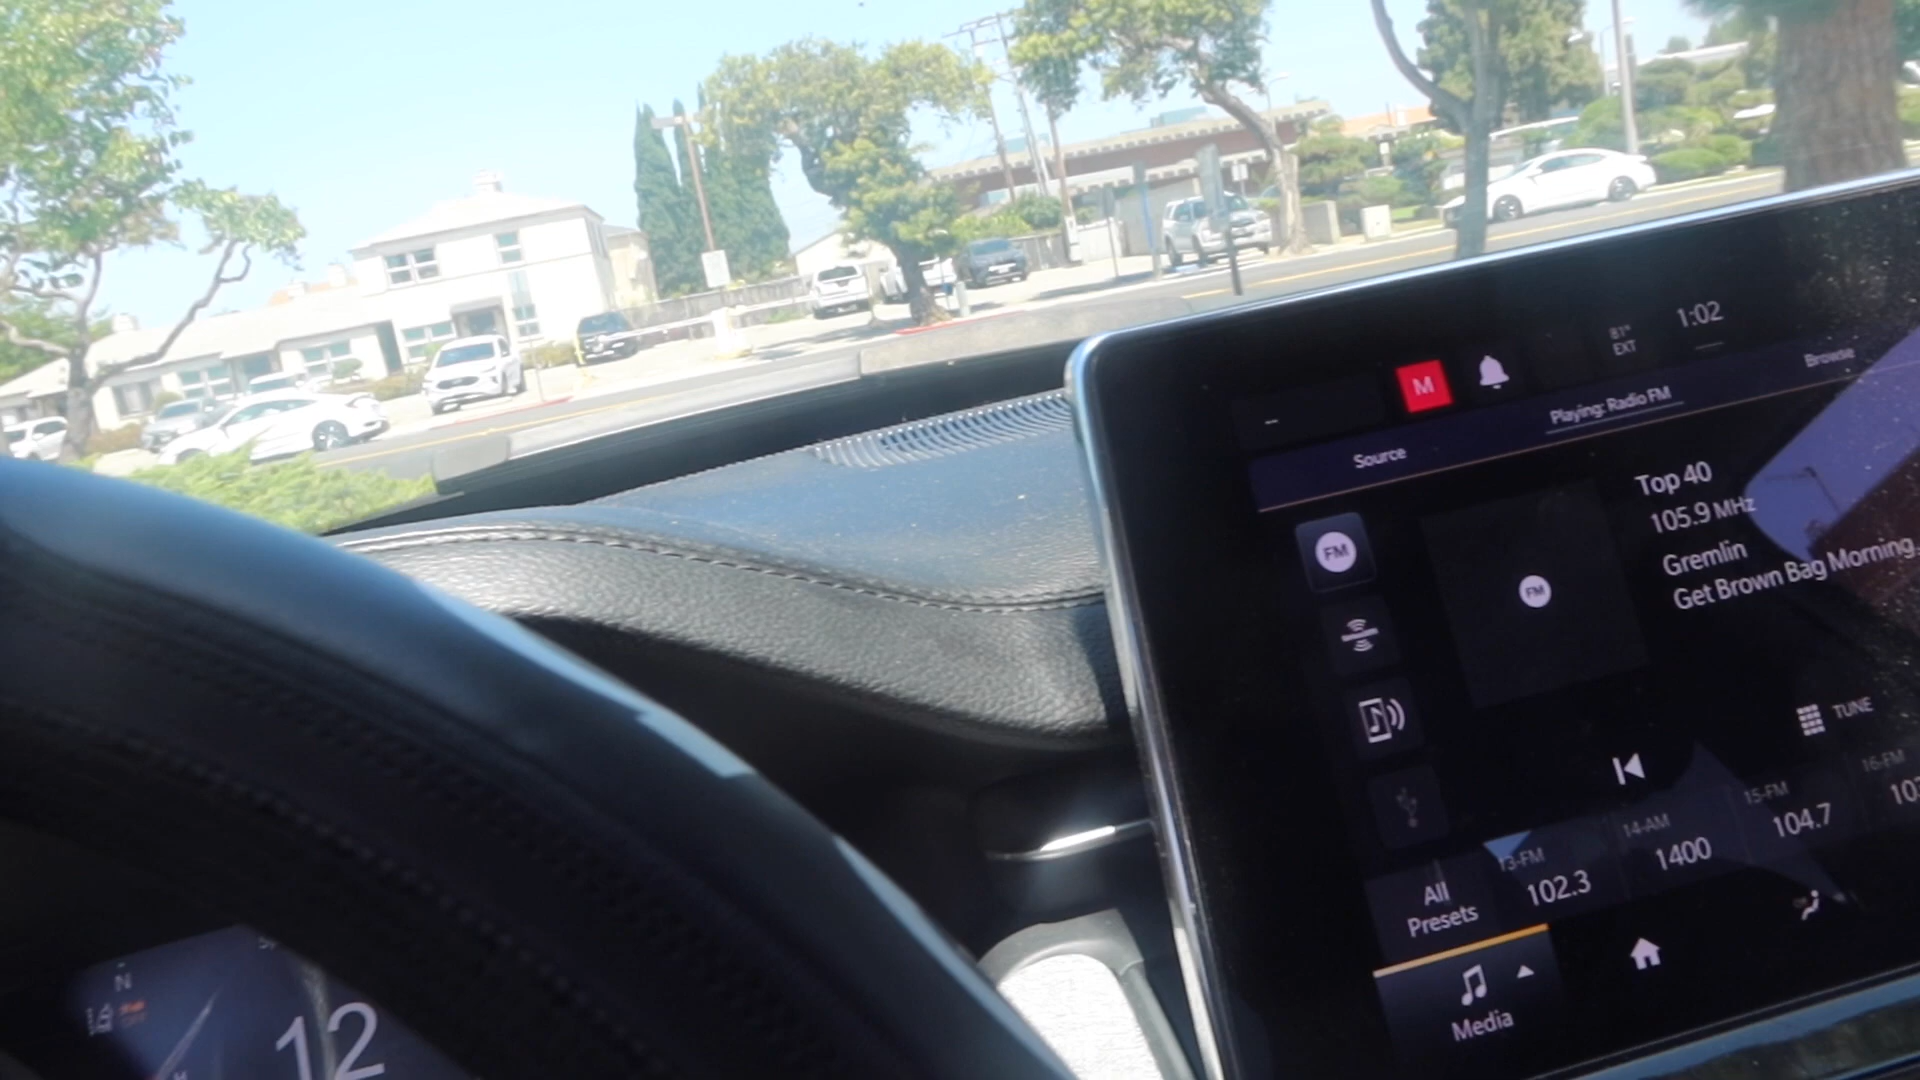 M
81°
EXT
1:02
Source
Playing: Radio FM
Browse
FM
FM
Top 40
105.9 MHz
Gremlin
Get Brown Bag Morning
TUNE
All
Presets
13-FM
102.3
14-AM
1400
15-FM
104.7
16-FM
Media
N
12